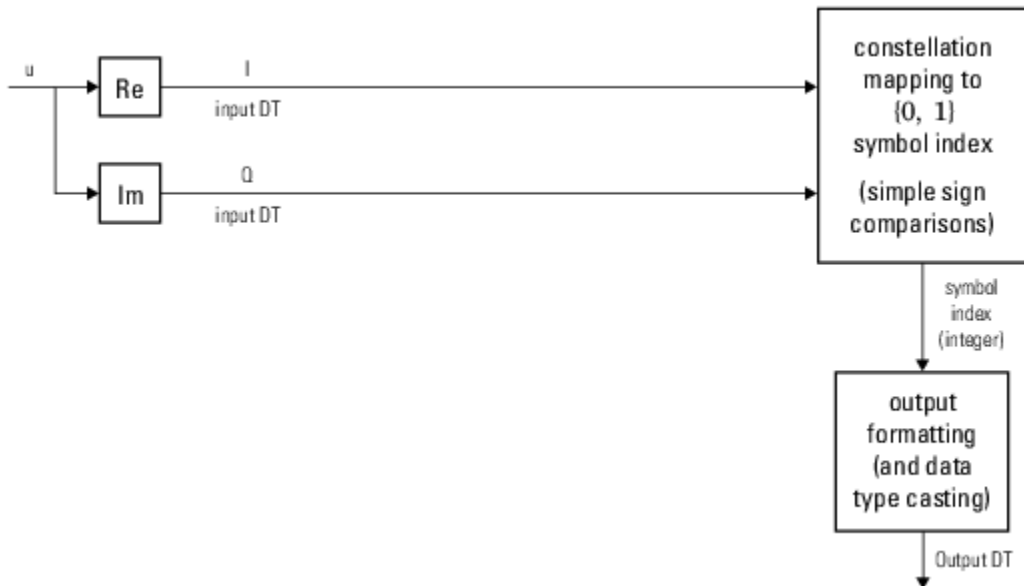 u
Re
I
input DT
Im
Q
input DT
constellation
mapping to
{0, 1}
symbol index
(simple sign
comparisons)
symbol
index
(integer)
output
formatting
(and data
type casting)
Output DT